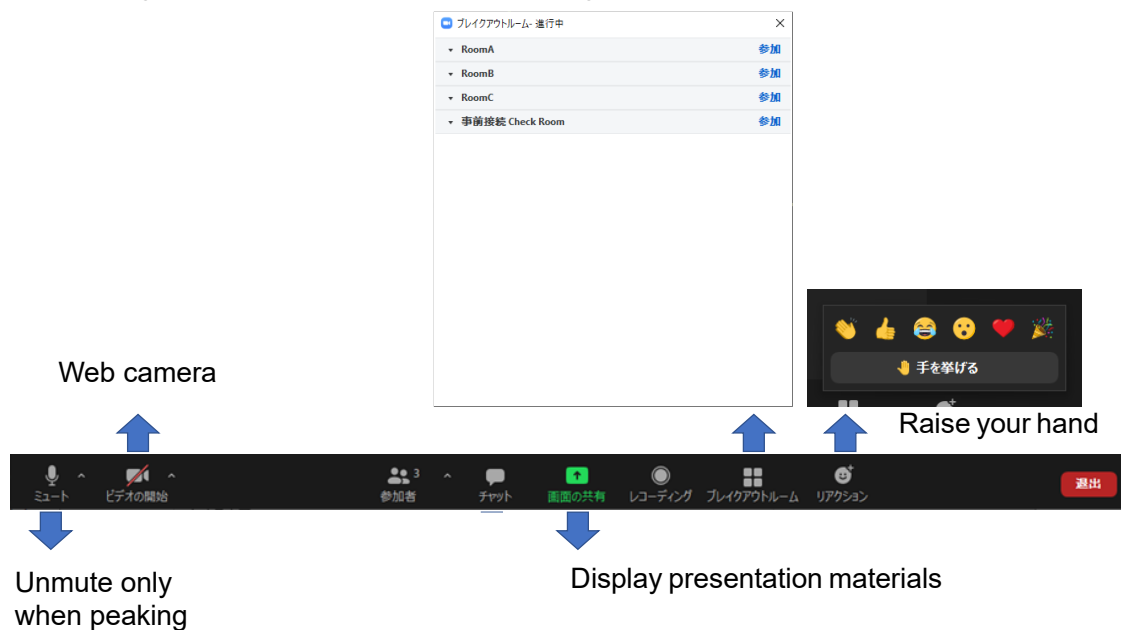 ブレイクアウトルーム- 進行中
RoomA 参加
RoomB 参加
RoomC 参加
事前接続 Check Room 参加
手を挙げる
Web camera
Raise your hand
ミュート ビデオの開始 参加者 3 チャット 画面の共有 レコーディング ブレイクアウトルーム リアクション 退出
Unmute only
when peaking
Display presentation materials